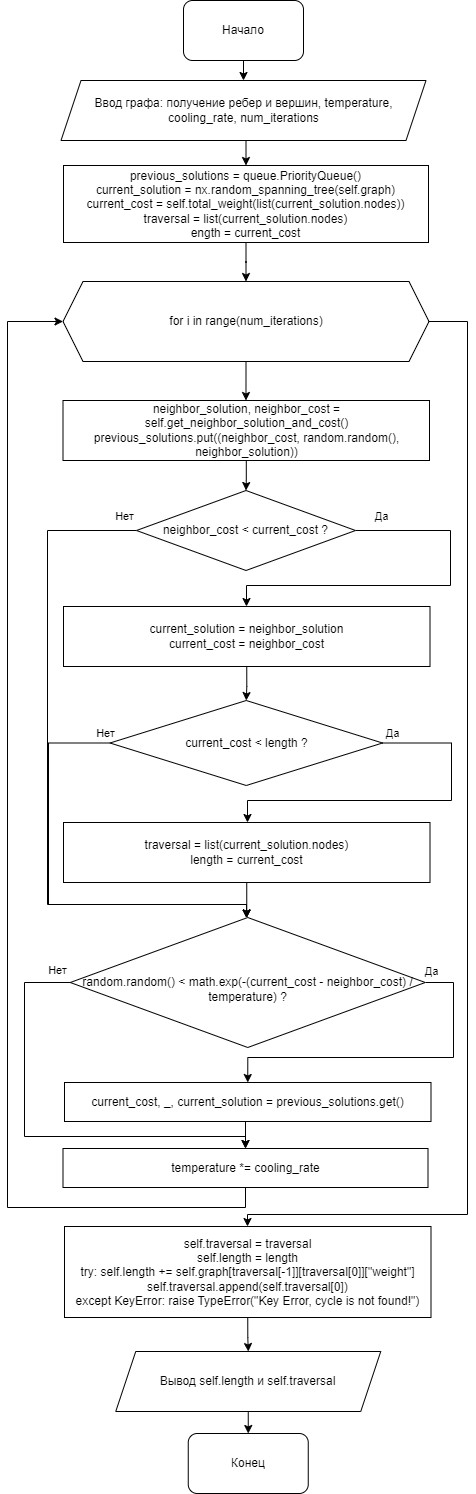 Начало
Ввод графа: получение ребер и вершин, temperature,
cooling_rate, num_iterations
previous_solutions = queue.PriorityQueue()
current_solution = nx.random_spanning_tree(self.graph)
current_cost = self.total_weight(list(current_solution.nodes))
traversal = list(current_solution.nodes)
ength = current_cost
for i in range(num_iterations)
neighbor_solution, neighbor_cost =
self.get_neighbor_solution_and_cost()
previous_solutions.put((neighbor_cost, random.random(),
neighbor_solution))
Нет
Да
neighbor_cost < current_cost ?
current_solution = neighbor_solution
current_cost = neighbor_cost
Нет
Да
current_cost < length ?
traversal = list(current_solution.nodes)
length = current_cost
Нет
Да
random.random() < math.exp(-(current_cost - neighbor_cost) /
temperature) ?
current_cost, _, current_solution = previous_solutions.get()
temperature *= cooling_rate
self.traversal = traversal
self.length = length
try: self.length += self.graph[traversal[-1]][traversal[0]]["weight"]
self.traversal.append(self.traversal[0])
except KeyError: raise TypeError("Key Error, cycle is not found!")
Вывод self.length и self.traversal
Конец